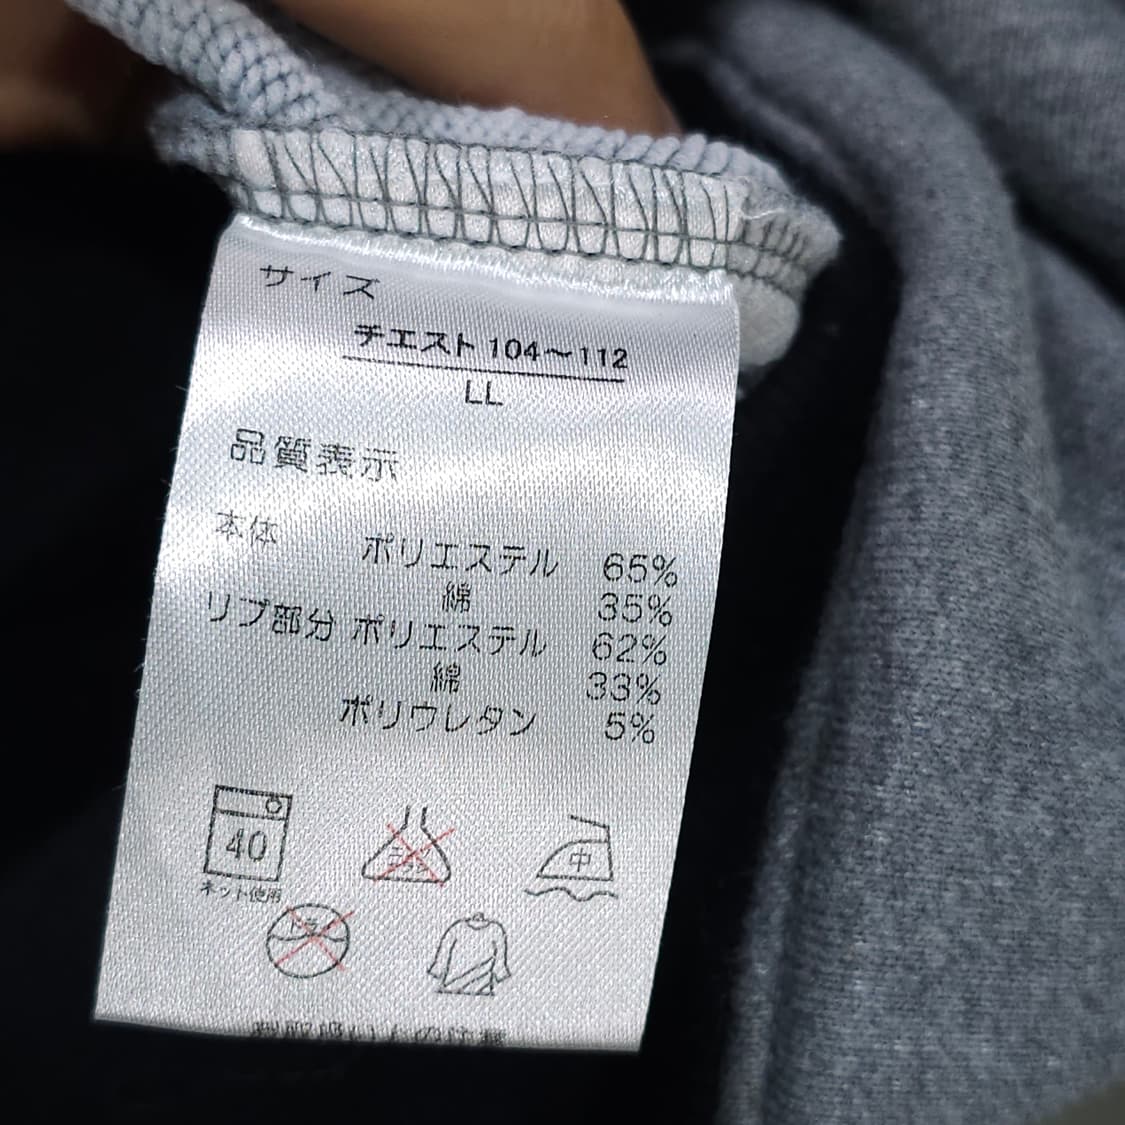 サイズ
チエスト 104～112
LL
品質表示
本体 ポリエステル 65%
綿 35%
リブ部分 ポリエステル 62%
綿 33%
ポリウレタン 5%
40
ネット使用
中